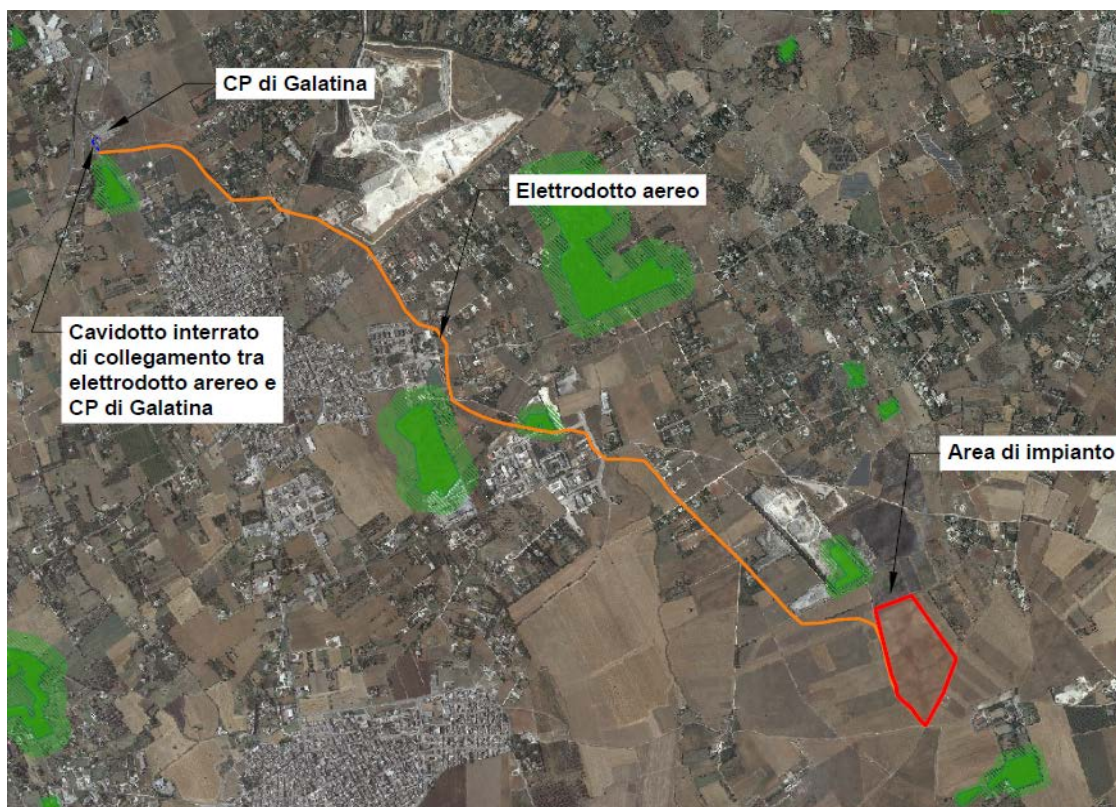 CP di Galatina
Elettrodotto aereo
Cavidotto interrato
di collegamento tra
elettrodotto arereo e
CP di Galatina
Area di impianto